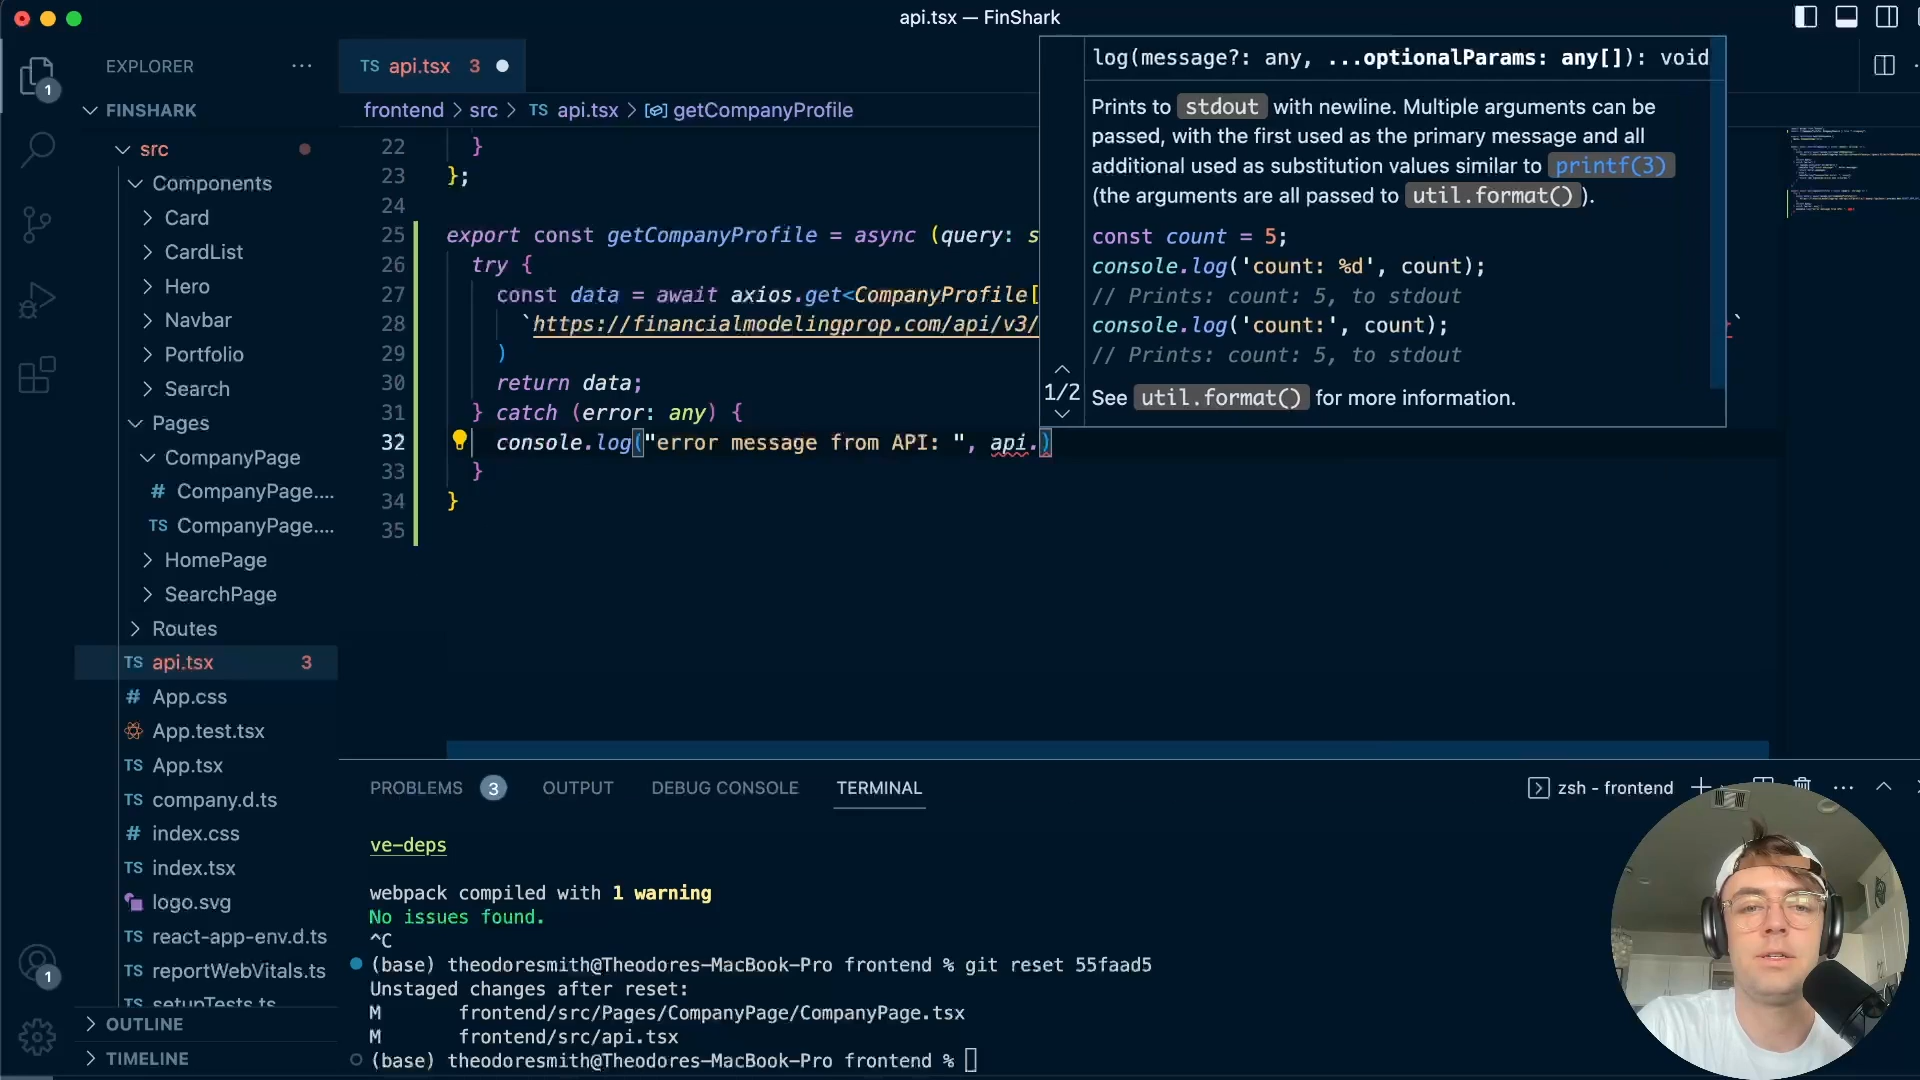 api.tsx — FinShark
EXPLORER
FINSHARK
src
Components
Card
CardList
Hero
Navbar
Portfolio
Search
Pages
CompanyPage
# CompanyPage....
TS CompanyPage....
HomePage
SearchPage
Routes
TS api.tsx 3
# App.css
App.test.tsx
TS App.tsx
TS company.d.ts
# index.css
TS index.tsx
logo.svg
TS react-app-env.d.ts
TS reportWebVitals.ts
TS setupTests.ts
OUTLINE
TIMELINE
1
1
TS api.tsx 3
frontend > src > TS api.tsx > getCompanyProfile
22 }
23 };
24
25 export const getCompanyProfile = async (query: s
26 try {
27 const data = await axios.get<CompanyProfile[
28 `https://financialmodelingprop.com/api/v3/
29 )
30 return data;
31 } catch (error: any) {
32 console.log("error message from API: ", api.)
33 }
34 }
35
log(message?: any, ...optionalParams: any[]): void
Prints to stdout with newline. Multiple arguments can be
passed, with the first used as the primary message and all
additional used as substitution values similar to printf(3)
(the arguments are all passed to util.format()).
const count = 5;
console.log('count: %d', count);
// Prints: count: 5, to stdout
console.log('count:', count);
// Prints: count: 5, to stdout
1/2
See util.format() for more information.
PROBLEMS 3 OUTPUT DEBUG CONSOLE TERMINAL
zsh - frontend
ve-deps
webpack compiled with 1 warning
No issues found.
^C
(base) theodoresmith@Theodores-MacBook-Pro frontend % git reset 55faad5
Unstaged changes after reset:
M frontend/src/Pages/CompanyPage/CompanyPage.tsx
M frontend/src/api.tsx
(base) theodoresmith@Theodores-MacBook-Pro frontend %